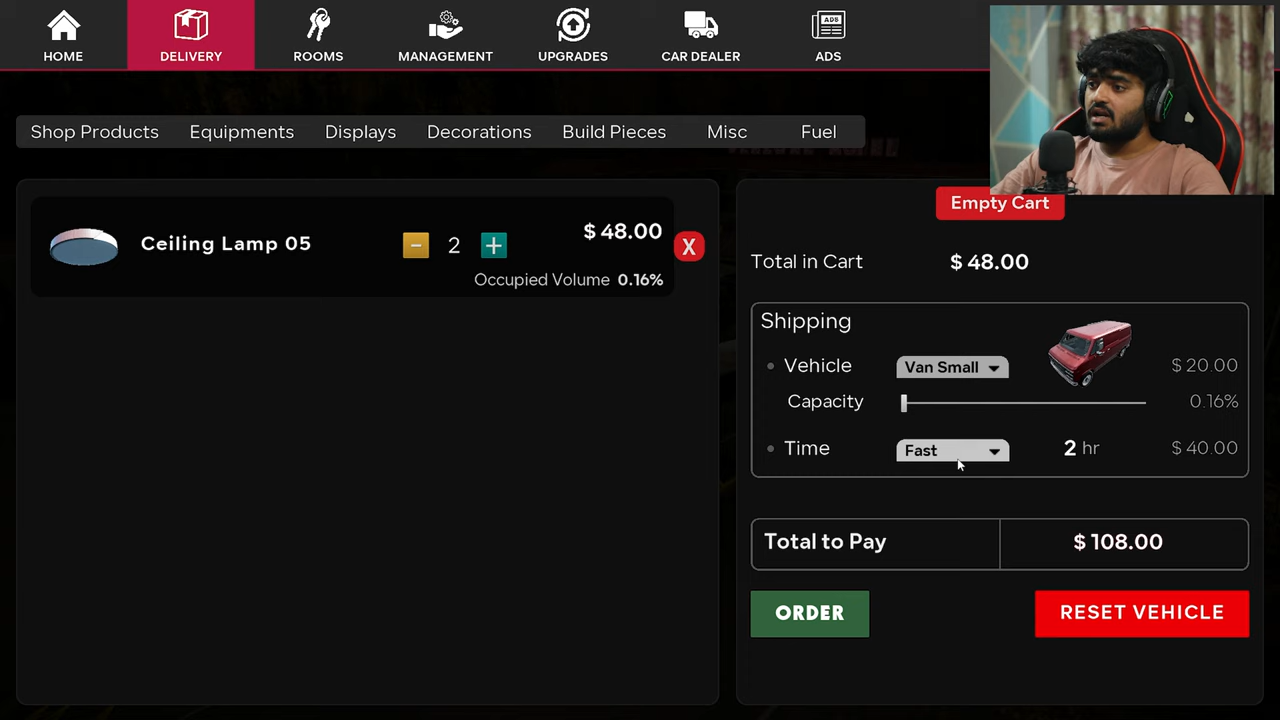 HOME
DELIVERY
ROOMS
MANAGEMENT
UPGRADES
CAR DEALER
ADS
ADS
Shop Products Equipments Displays Decorations Build Pieces Misc Fuel
Ceiling Lamp 05
2
$ 48.00
X
Occupied Volume 0.16%
Empty Cart
Total in Cart $ 48.00
Shipping
Vehicle Van Small $ 20.00
Capacity 0.16%
Time Fast 2 hr $ 40.00
Total to Pay $ 108.00
ORDER
RESET VEHICLE